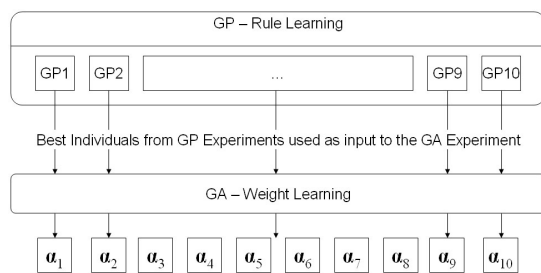 GP – Rule Learning
GP1 GP2 ... GP9 GP10
Best Individuals from GP Experiments used as input to the GA Experiment
GA – Weight Learning
α1 α2 α3 α4 α5 α6 α7 α8 α9 α10